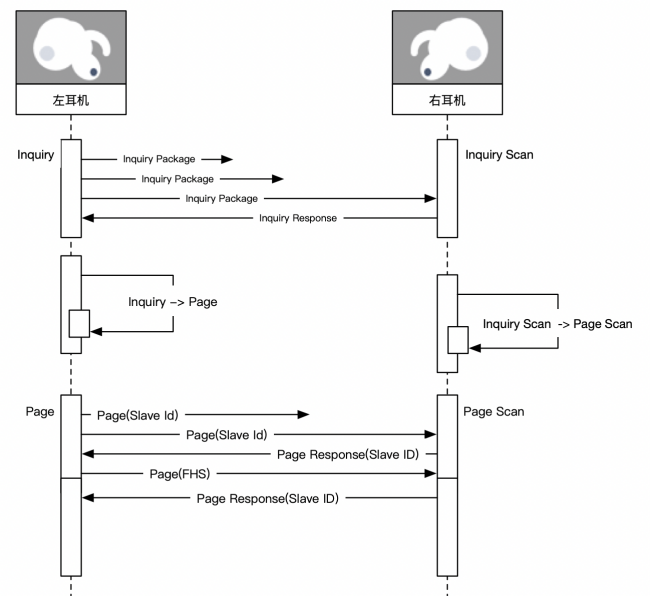 左耳机
右耳机
Inquiry
Inquiry Scan
Inquiry Package
Inquiry Package
Inquiry Package
Inquiry Response
Inquiry –> Page
Inquiry Scan -> Page Scan
Page
Page Scan
Page(Slave Id)
Page(Slave Id)
Page Response(Slave ID)
Page(FHS)
Page Response(Slave ID)